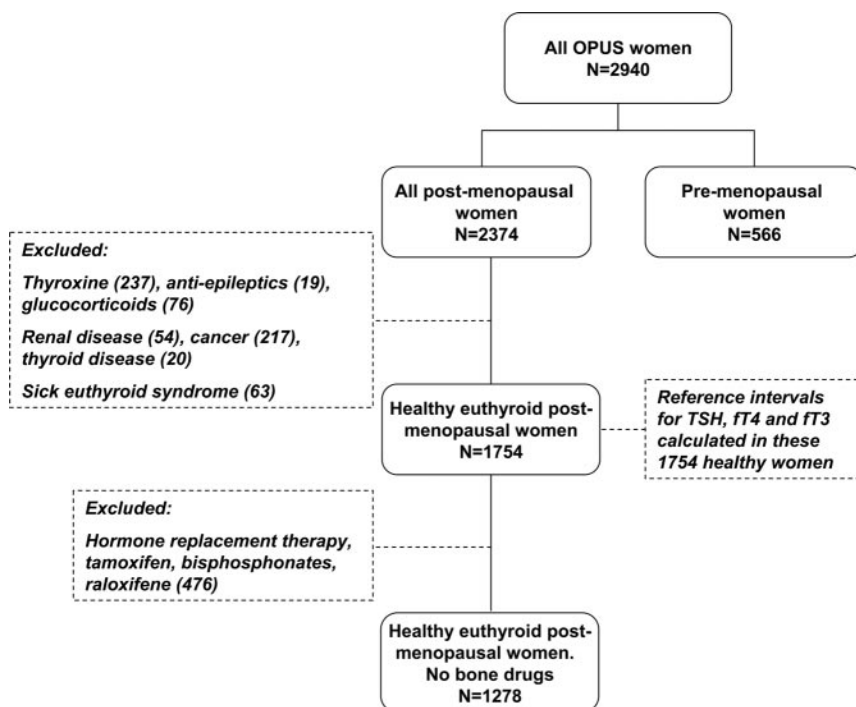 All OPUS women
N=2940
All post-menopausal
women
N=2374
Pre-menopausal
women
N=566
Excluded:
Thyroxine (237), anti-epileptics (19),
glucocorticoids (76)
Renal disease (54), cancer (217),
thyroid disease (20)
Sick euthyroid syndrome (63)
Healthy euthyroid post-
menopausal women
N=1754
Reference intervals
for TSH, fT4 and fT3
calculated in these
1754 healthy women
Excluded:
Hormone replacement therapy,
tamoxifen, bisphosphonates,
raloxifene (476)
Healthy euthyroid post-
menopausal women.
No bone drugs
N=1278